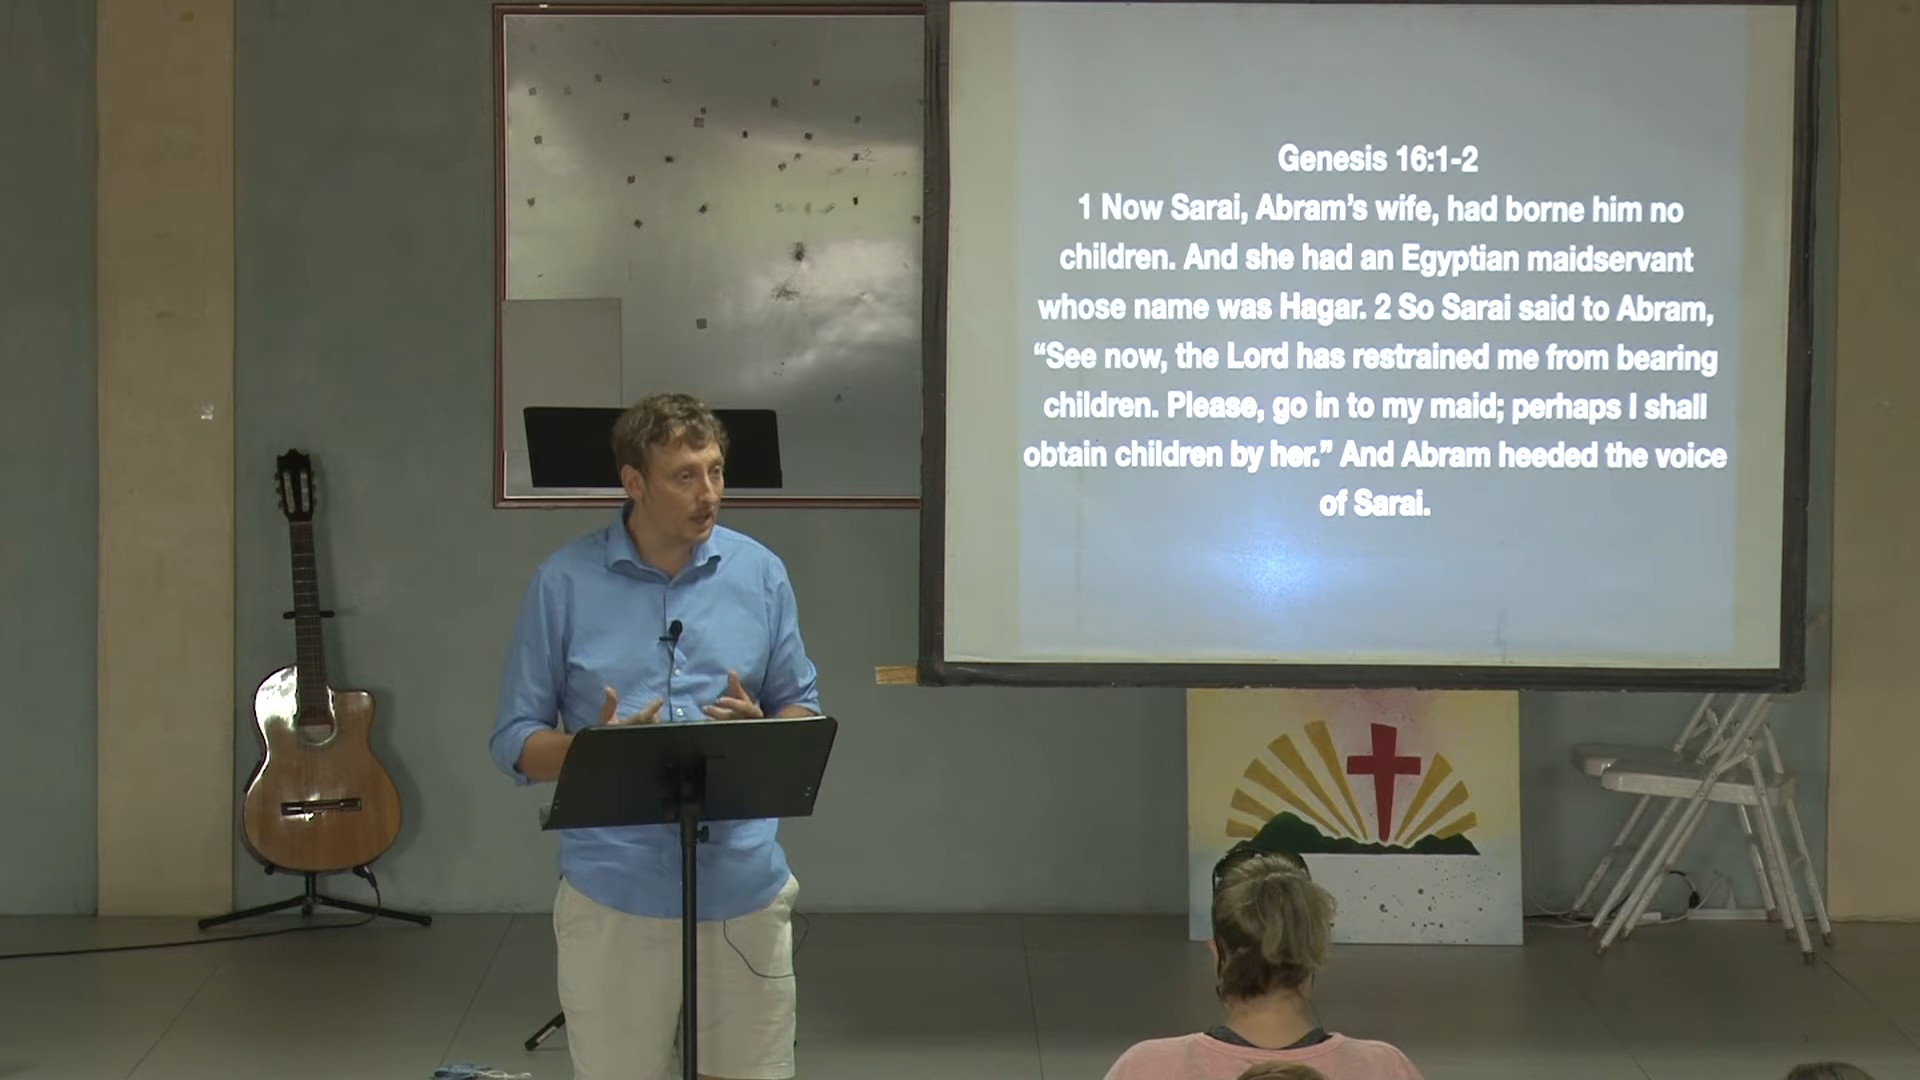 Genesis 16:1-2
1 Now Sarai, Abram’s wife, had borne him no
children. And she had an Egyptian maidservant
whose name was Hagar. 2 So Sarai said to Abram,
“See now, the Lord has restrained me from bearing
children. Please, go in to my maid; perhaps I shall
obtain children by her.” And Abram heeded the voice
of Sarai.